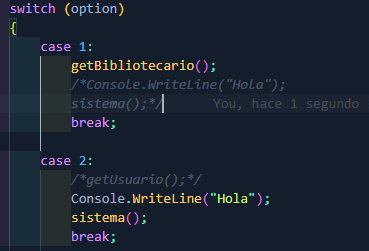 switch (option)
{
case 1:
getBibliotecario();
/*Console.WriteLine("Hola");
sistema();*/ You, hace 1 segundo
break;
case 2:
/*getUsuario();*/
Console.WriteLine("Hola");
sistema();
break;